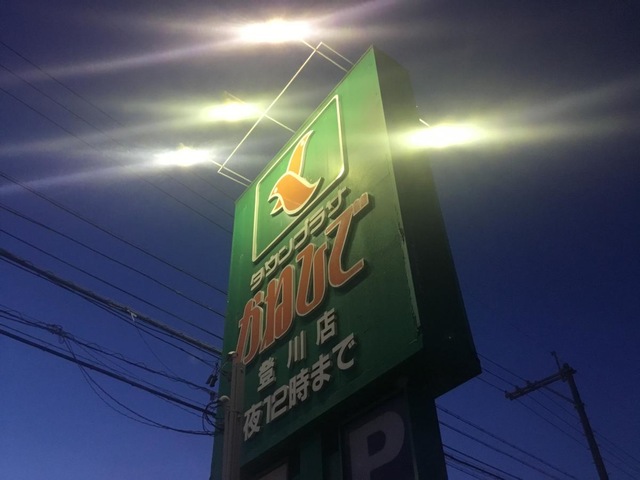 タウンプラザ
かねひで
登川店
夜12時まで
P